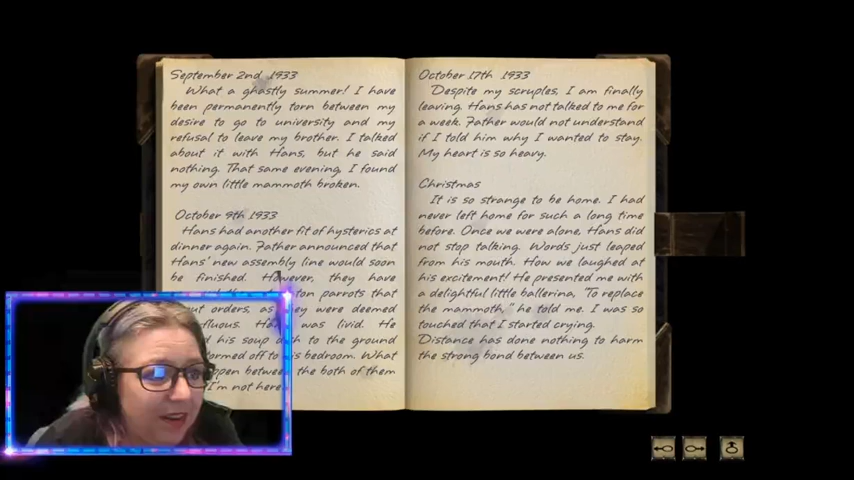 September 2nd 1933
What a ghastly summer! I have
been permanently torn between my
desire to go to university and my
refusal to leave my brother. I talked
about it with Hans, but he said
nothing. That same evening, I found
my own little mammoth broken.
October 9th 1933
Hans had another fit of hysterics at
dinner again. Father announced that
Hans' new assembly line would soon
be finished. However, they have
ton parrots that
orders, as they were deemed
was livid. He
his soup dish to the ground
to his bedroom. What
between the both of them
I'm not here
October 17th 1933
Despite my scruples, I am finally
leaving. Hans has not talked to me for
a week. Father would not understand
if I told him why I wanted to stay.
My heart is so heavy.
Christmas
It is so strange to be home. I had
never left home for such a long time
before. Once we were alone, Hans did
not stop talking. Words just leaped
from his mouth. How we laughed at
his excitement! He presented me with
a delightful little ballerina, "To replace
the mammoth," he told me. I was so
touched that I started crying.
Distance has done nothing to harm
the strong bond between us.